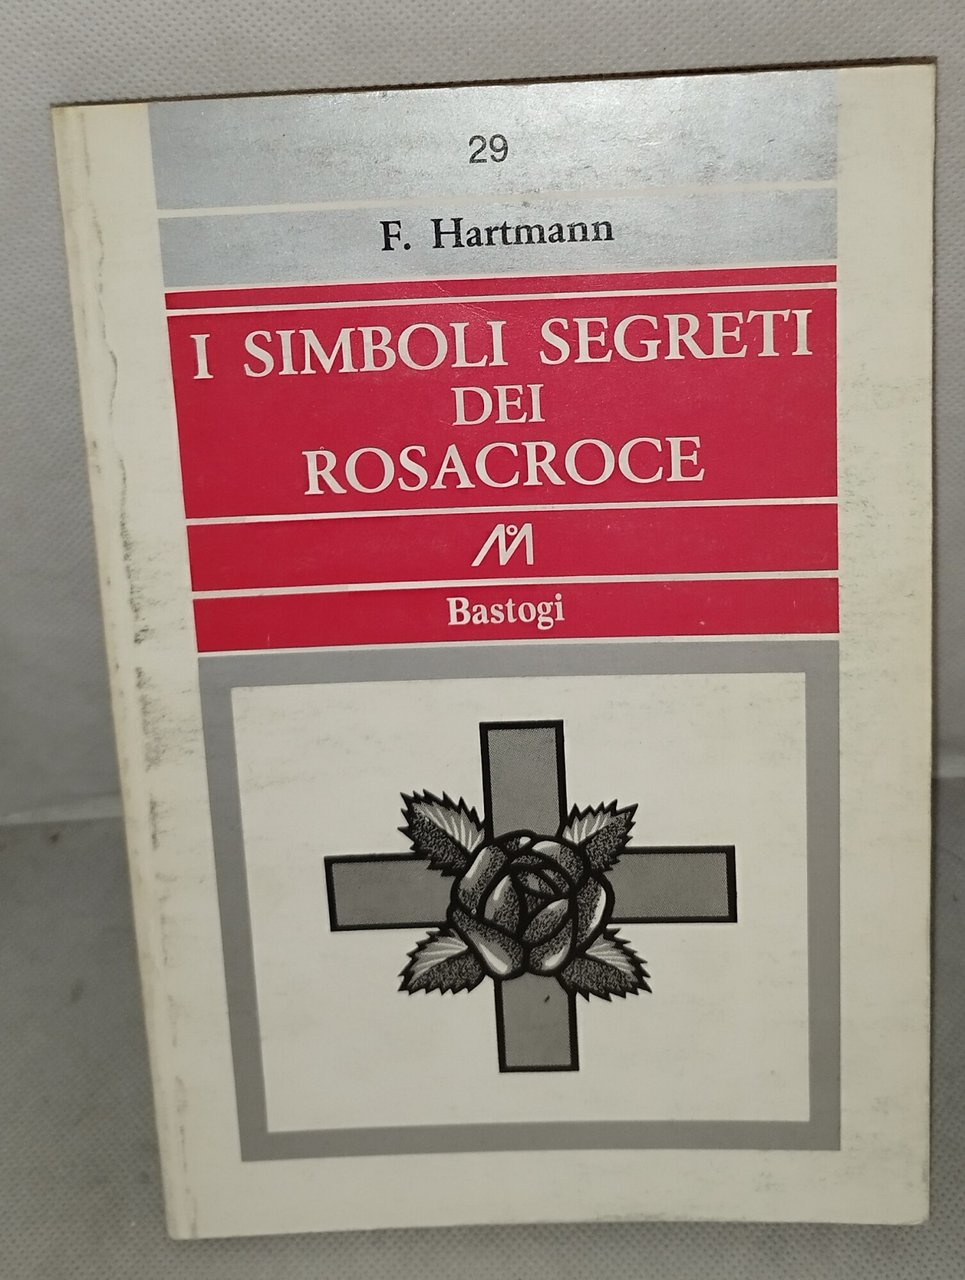 29
F. Hartmann
I SIMBOLI SEGRETI
DEI
ROSACROCE
Bastogi